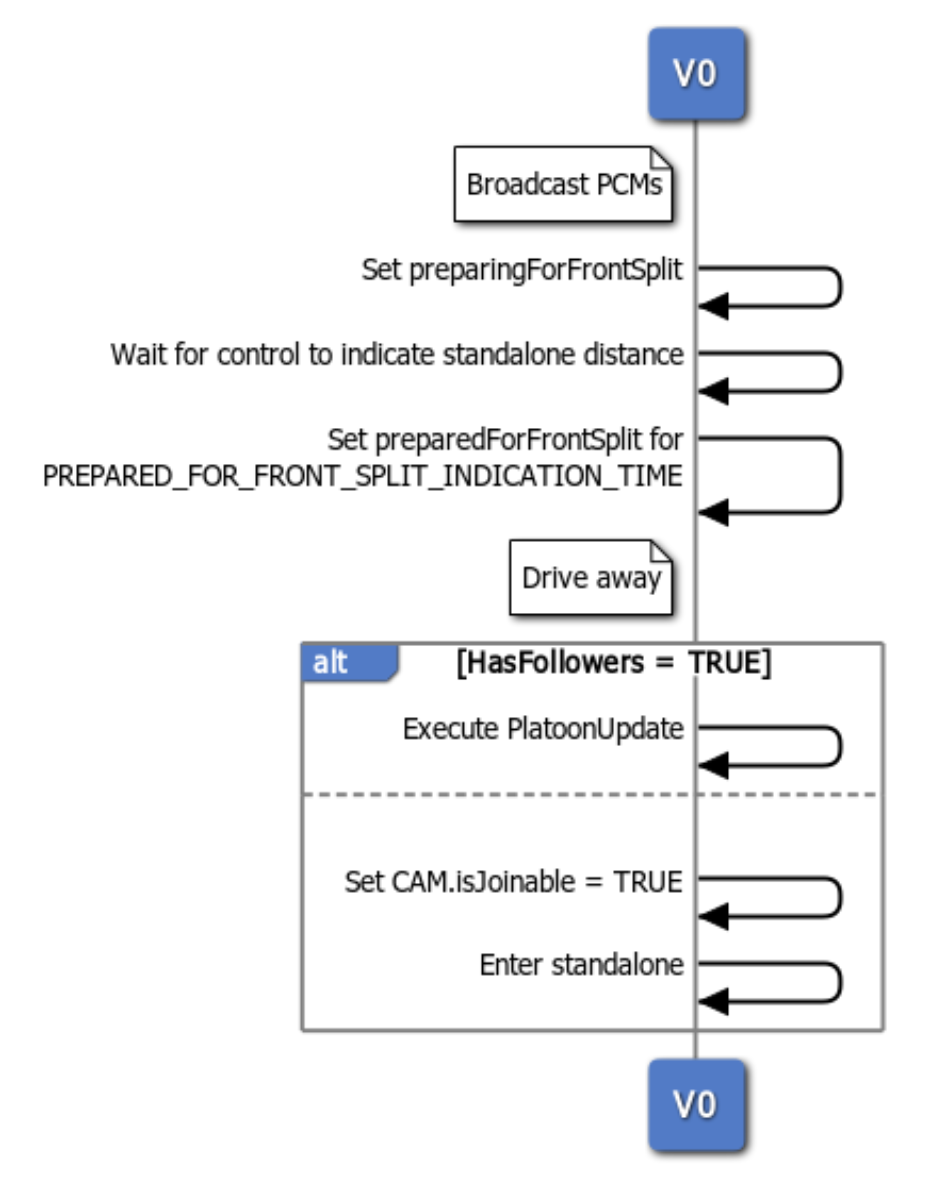 V0
Broadcast PCMs
Set preparingForFrontSplit
Wait for control to indicate standalone distance
Set preparedForFrontSplit for
PREPARED_FOR_FRONT_SPLIT_INDICATION_TIME
Drive away
alt [HasFollowers = TRUE]
Execute PlatoonUpdate
Set CAM.isJoinable = TRUE
Enter standalone
V0